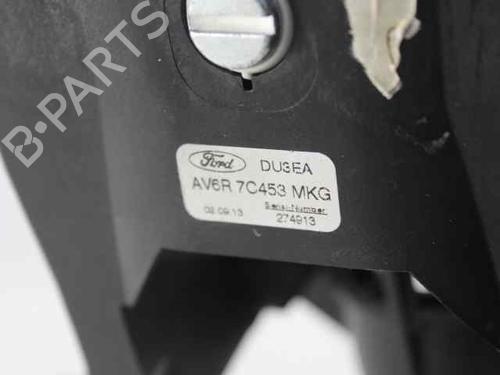 B-PARTS
Ford DU3EA
AV6R 7C453 MKG
02.09.13 Serial-Number
274913